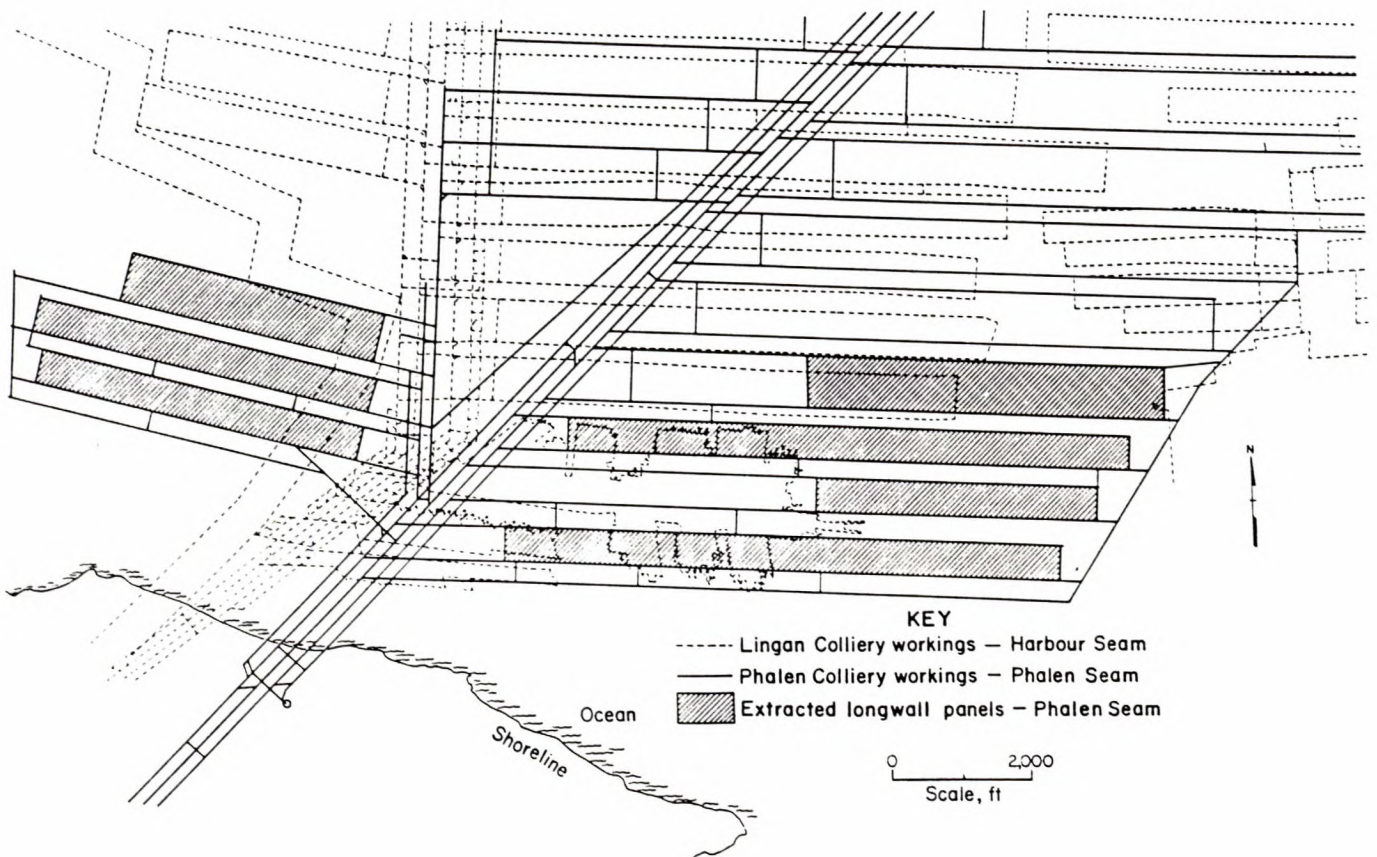 N
KEY
Lingan Colliery workings — Harbour Seam
Phalen Colliery workings — Phalen Seam
Extracted longwall panels — Phalen Seam
Ocean
Shoreline
0 2,000
Scale, ft